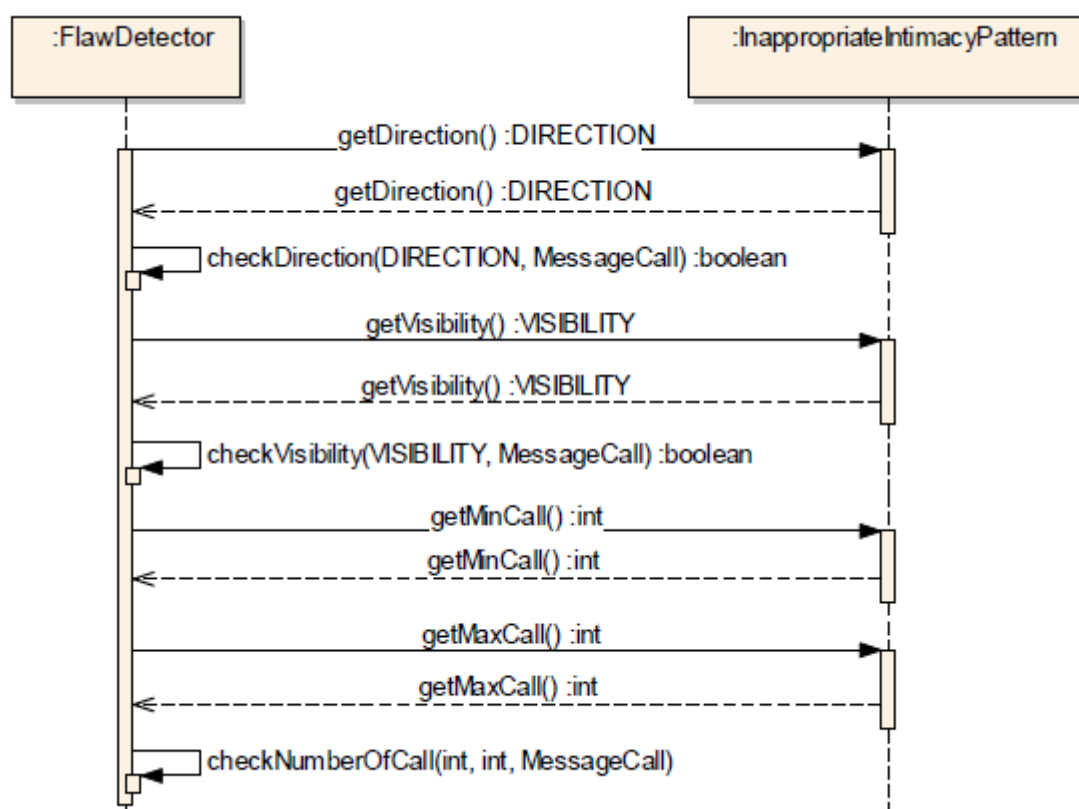 :FlawDetector
:InappropriateIntimacyPattern
getDirection() :DIRECTION
getDirection() :DIRECTION
checkDirection(DIRECTION, MessageCall) :boolean
getVisibility() :VISIBILITY
getVisibility() :VISIBILITY
checkVisibility(VISIBILITY, MessageCall) :boolean
getMinCall() :int
getMinCall() :int
getMaxCall() :int
getMaxCall() :int
checkNumberOfCall(int, int, MessageCall)